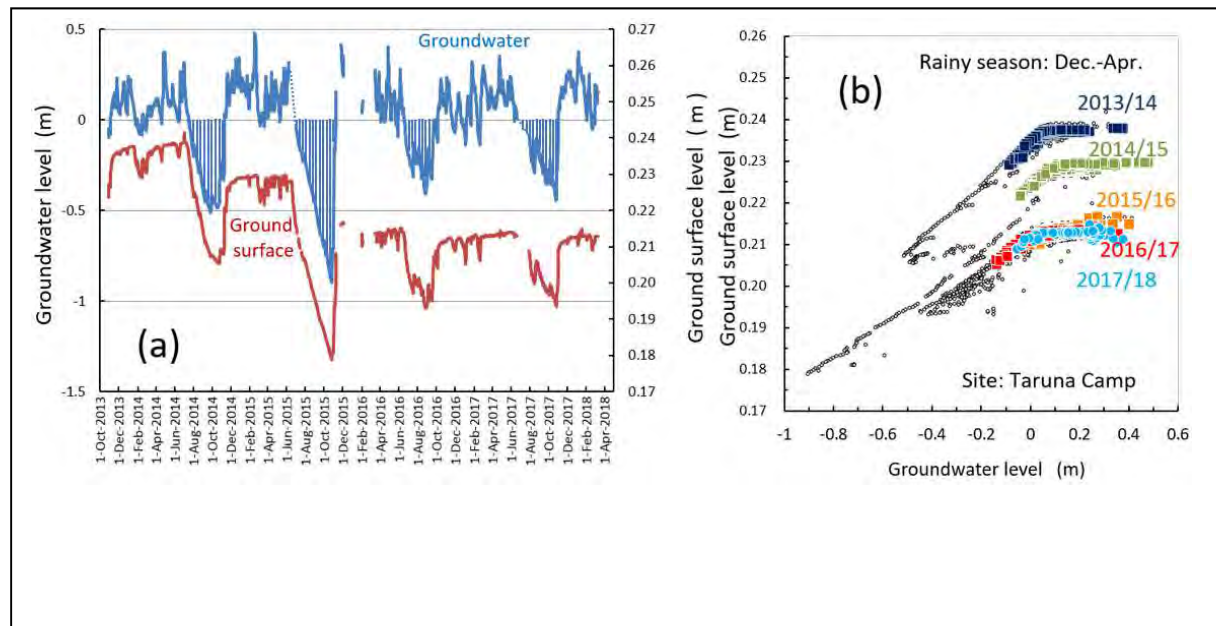 Groundwater level (m)
0.5
0
-0.5
-1
-1.5
Groundwater
Ground
surface
(a)
0.27
0.26
0.25
0.24
0.23
0.22
0.21
0.20
0.19
0.18
0.17
Ground surface level ( m )
1-Oct-2013
1-Dec-2013
1-Feb-2014
1-Apr-2014
1-Jun-2014
1-Aug-2014
1-Oct-2014
1-Dec-2014
1-Feb-2015
1-Apr-2015
1-Jun-2015
1-Aug-2015
1-Oct-2015
1-Dec-2015
1-Feb-2016
1-Apr-2016
1-Jun-2016
1-Aug-2016
1-Oct-2016
1-Dec-2016
1-Feb-2017
1-Apr-2017
1-Jun-2017
1-Aug-2017
1-Oct-2017
1-Dec-2017
1-Feb-2018
1-Apr-2018
Ground surface level (m)
0.26
0.25
0.24
0.23
0.22
0.21
0.20
0.19
0.18
0.17
(b)
Rainy season: Dec.-Apr.
2013/14
2014/15
2015/16
2016/17
2017/18
Site: Taruna Camp
-1 -0.8 -0.6 -0.4 -0.2 0 0.2 0.4 0.6
Groundwater level (m)